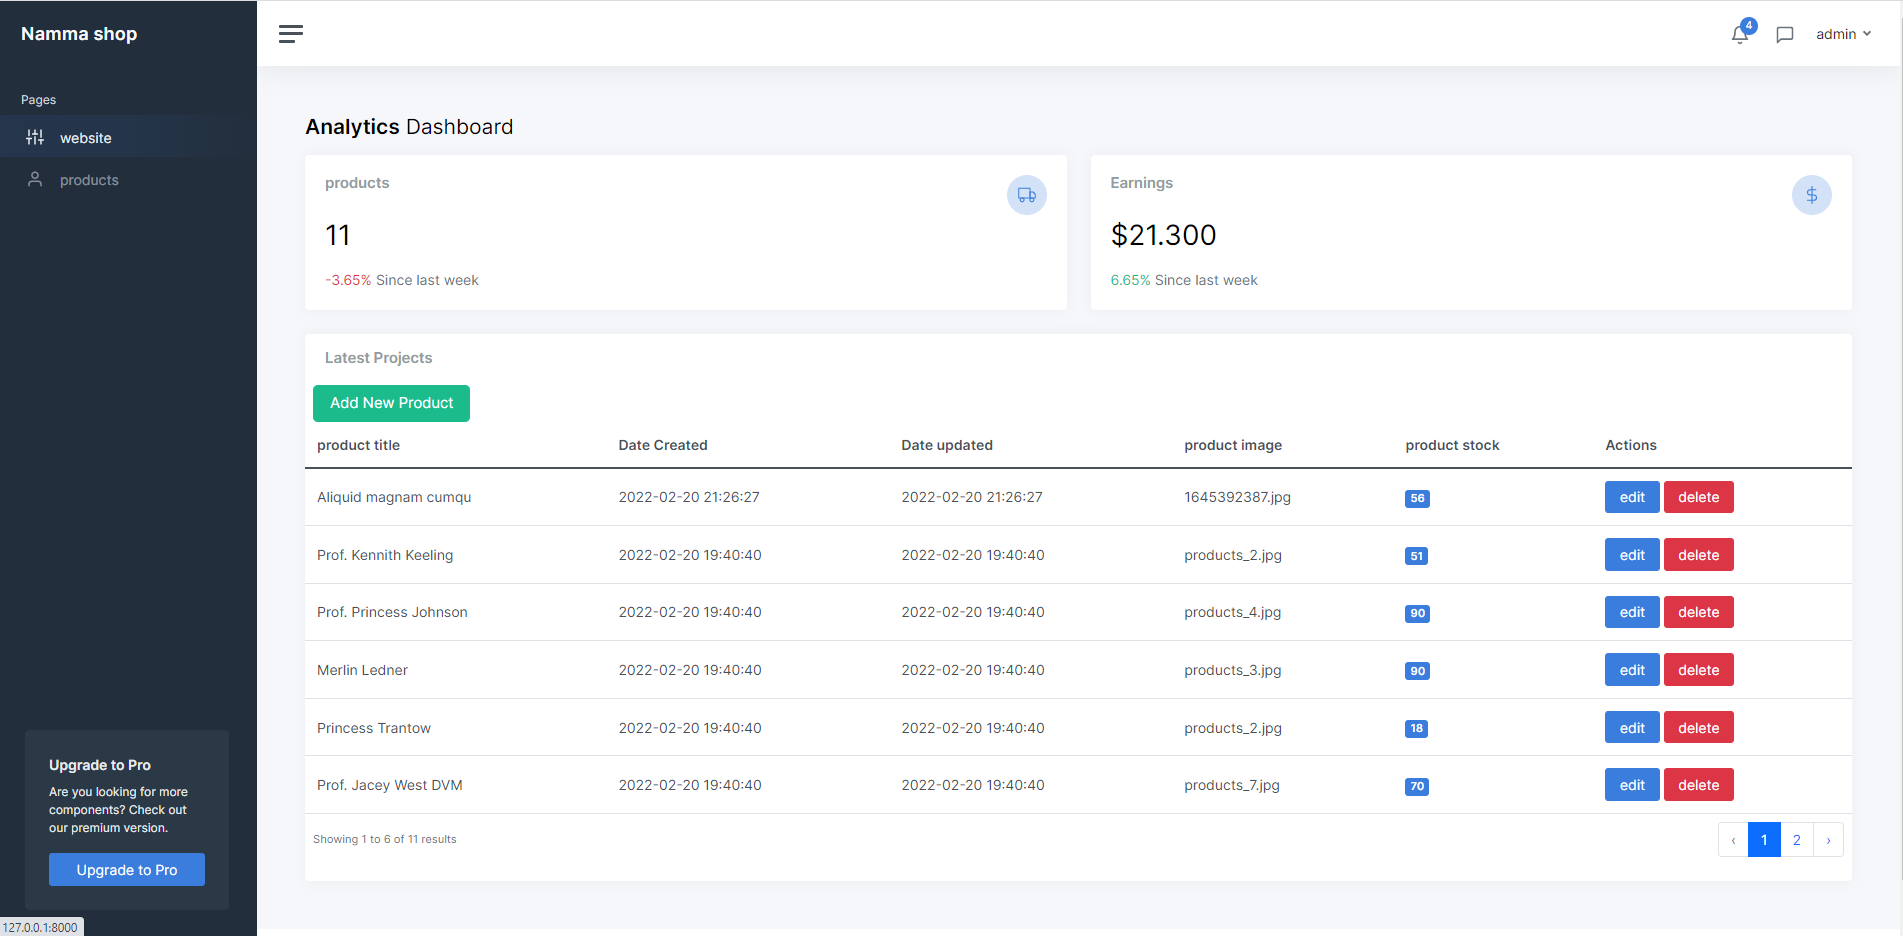 Namma shop
4
admin
Pages
website
products
Analytics Dashboard
products
11
-3.65% Since last week
Earnings
$
$21.300
6.65% Since last week
Latest Projects
Add New Product
product title Date Created Date updated product image product stock Actions
Aliquid magnam cumqu 2022-02-20 21:26:27 2022-02-20 21:26:27 1645392387.jpg 56 edit delete
Prof. Kennith Keeling 2022-02-20 19:40:40 2022-02-20 19:40:40 products_2.jpg 51 edit delete
Prof. Princess Johnson 2022-02-20 19:40:40 2022-02-20 19:40:40 products_4.jpg 90 edit delete
Merlin Ledner 2022-02-20 19:40:40 2022-02-20 19:40:40 products_3.jpg 90 edit delete
Princess Trantow 2022-02-20 19:40:40 2022-02-20 19:40:40 products_2.jpg 18 edit delete
Prof. Jacey West DVM 2022-02-20 19:40:40 2022-02-20 19:40:40 products_7.jpg 70 edit delete
Showing 1 to 6 of 11 results
‹ 1 2 ›
Upgrade to Pro
Are you looking for more
components? Check out
our premium version.
Upgrade to Pro
127.0.0.1:8000